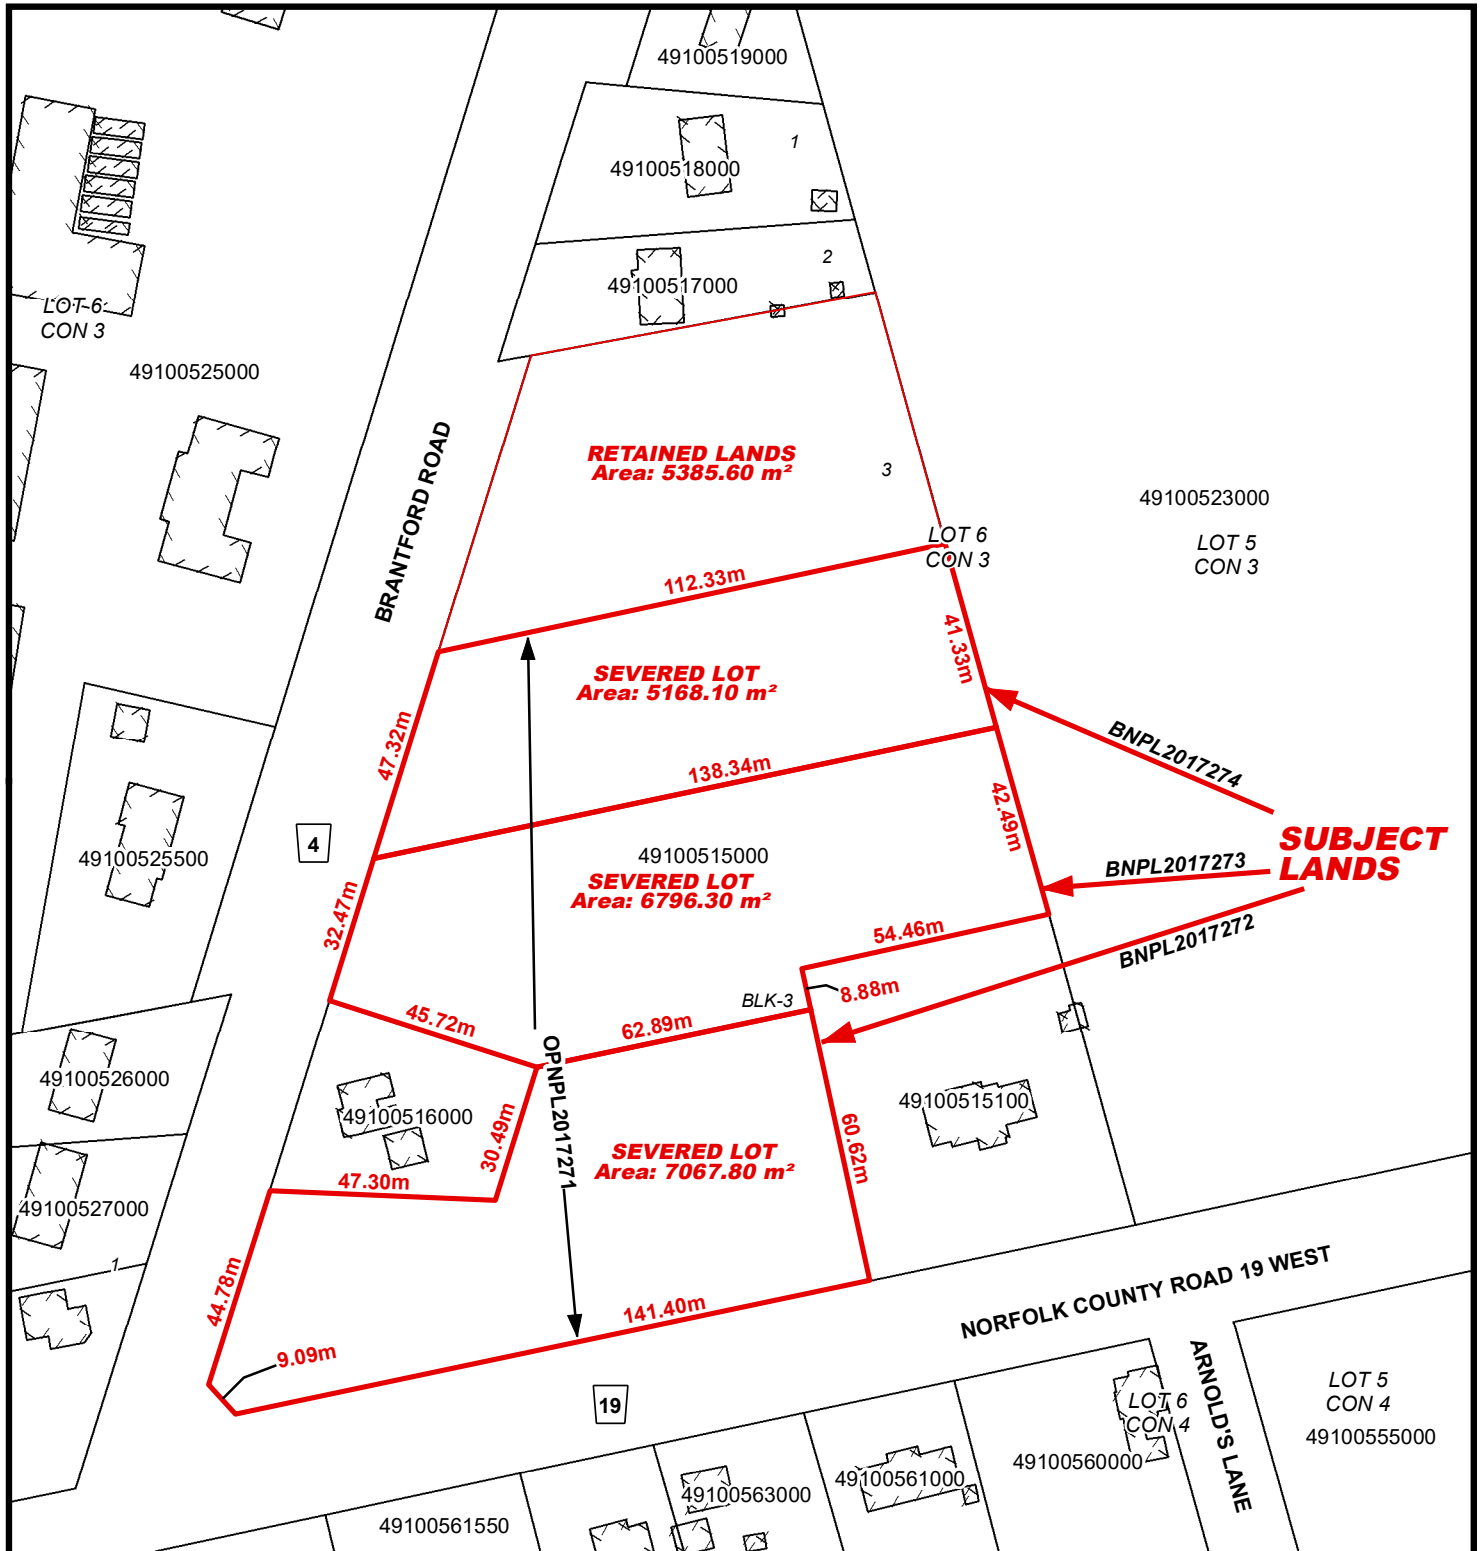 49100519000
1
49100518000
2
49100517000
LOT 6
CON 3
49100525000
BRANTFORD ROAD
RETAINED LANDS
Area: 5385.60 m²
3
49100523000
LOT 6
CON 3
LOT 5
CON 3
112.33m
41.33m
SEVERED LOT
Area: 5168.10 m²
47.32m
138.34m
BNPL2017274
42.49m
4
49100525500
49100515000
SEVERED LOT
Area: 6796.30 m²
SUBJECT
LANDS
BNPL2017273
32.47m
54.46m
BNPL2017272
BLK-3
8.88m
45.72m
62.89m
OPNPL2017271
49100526000
49100516000
49100515100
30.49m
60.62m
SEVERED LOT
Area: 7067.80 m²
47.30m
49100527000
1
44.78m
141.40m
NORFOLK COUNTY ROAD 19 WEST
9.09m
19
ARNOLD'S LANE
LOT 6
CON 4
LOT 5
CON 4
49100555000
49100560000
49100561000
49100563000
49100561550